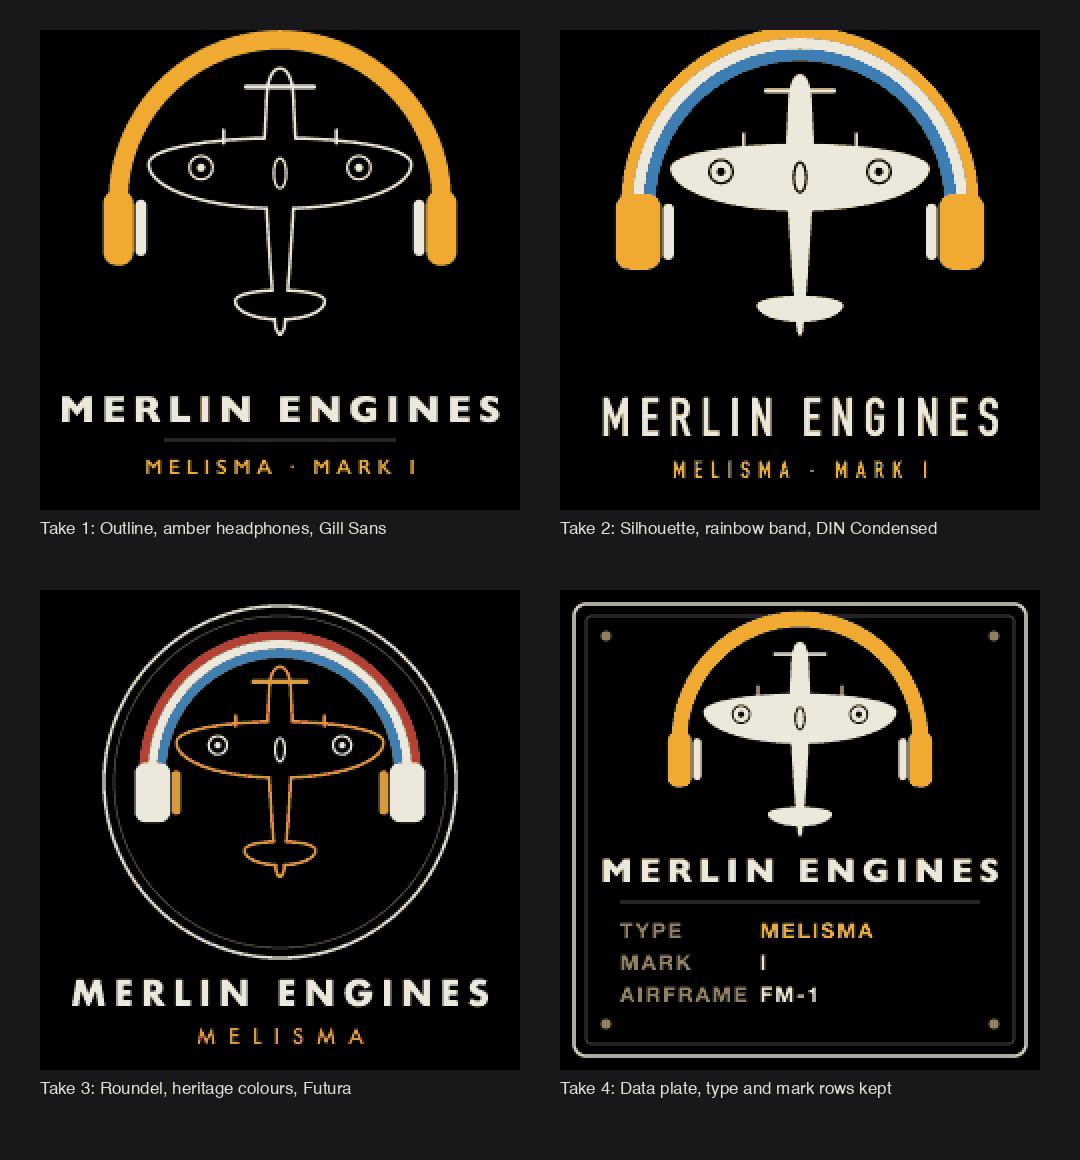 MERLIN ENGINES
MELISMA · MARK I
Take 1: Outline, amber headphones, Gill Sans
MERLIN ENGINES
MELISMA · MARK I
Take 2: Silhouette, rainbow band, DIN Condensed
MERLIN ENGINES
MELISMA
Take 3: Roundel, heritage colours, Futura
MERLIN ENGINES
TYPE MELISMA
MARK I
AIRFRAME FM-1
Take 4: Data plate, type and mark rows kept